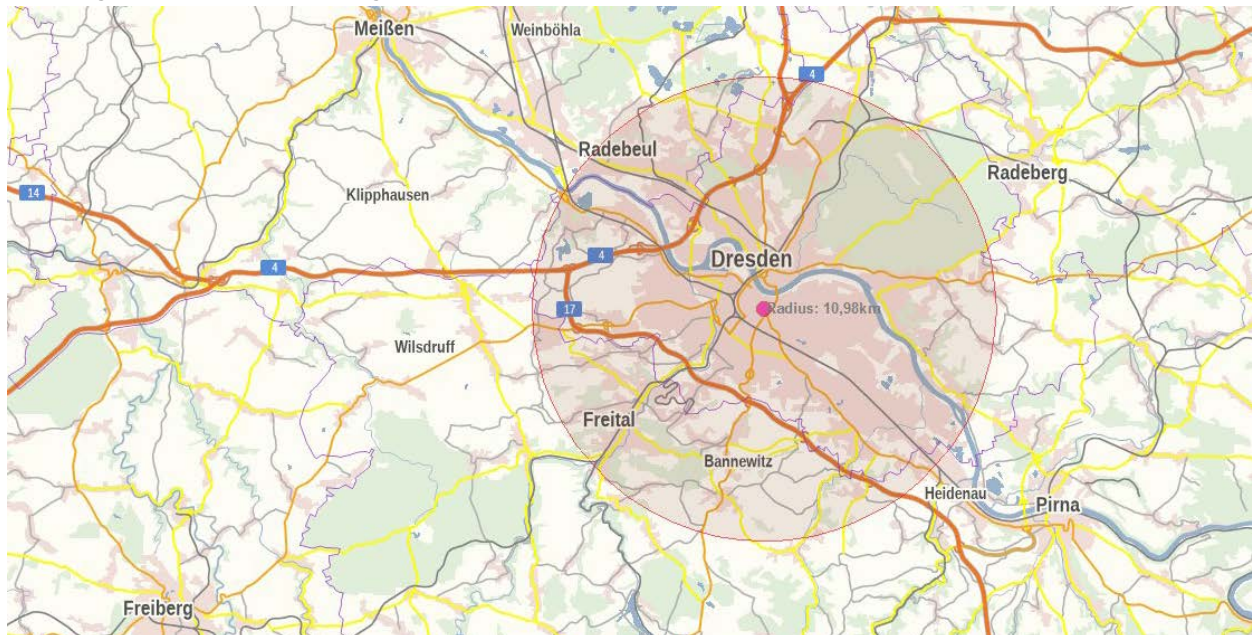 Meißen
Weinböhla
4
Radebeul
Radeberg
14
Klipphausen
4
Dresden
4
17
Radius: 10,98km
Wilsdruff
Freital
Bannewitz
Heidenau
Pirna
Freiberg